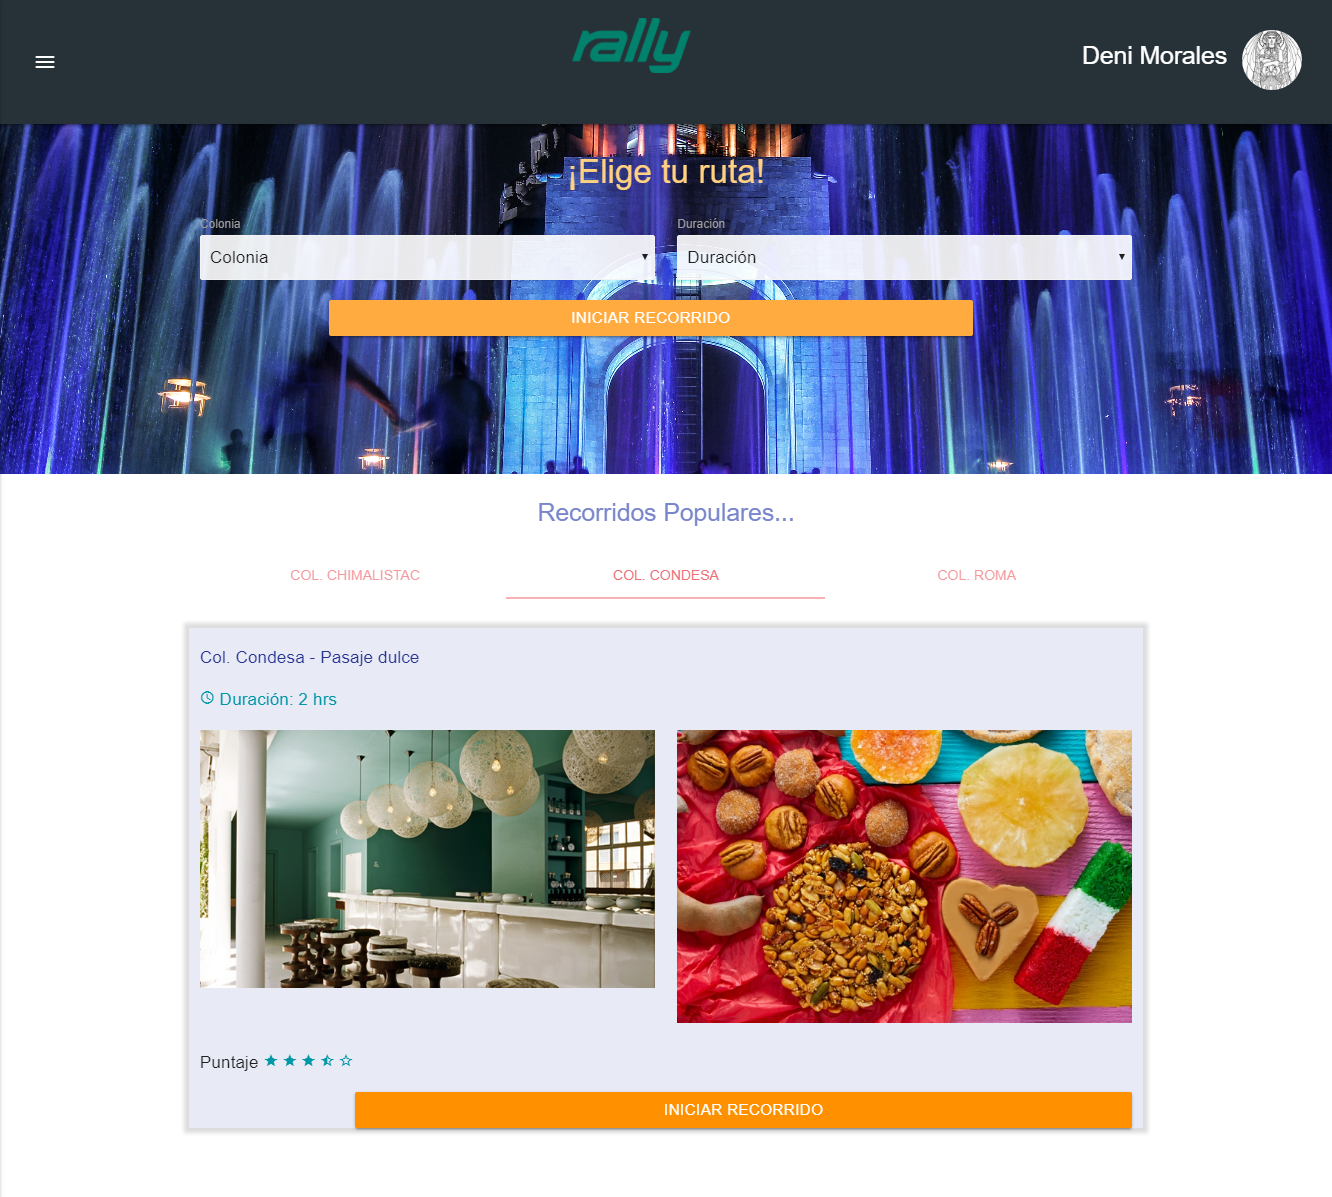 rally
Deni Morales
¡Elige tu ruta!
Colonia
Duración
Colonia
Duración
INICIAR RECORRIDO
Recorridos Populares...
COL. CHIMALISTAC
COL. CONDESA
COL. ROMA
Col. Condesa - Pasaje dulce
Duración: 2 hrs
Puntaje
INICIAR RECORRIDO